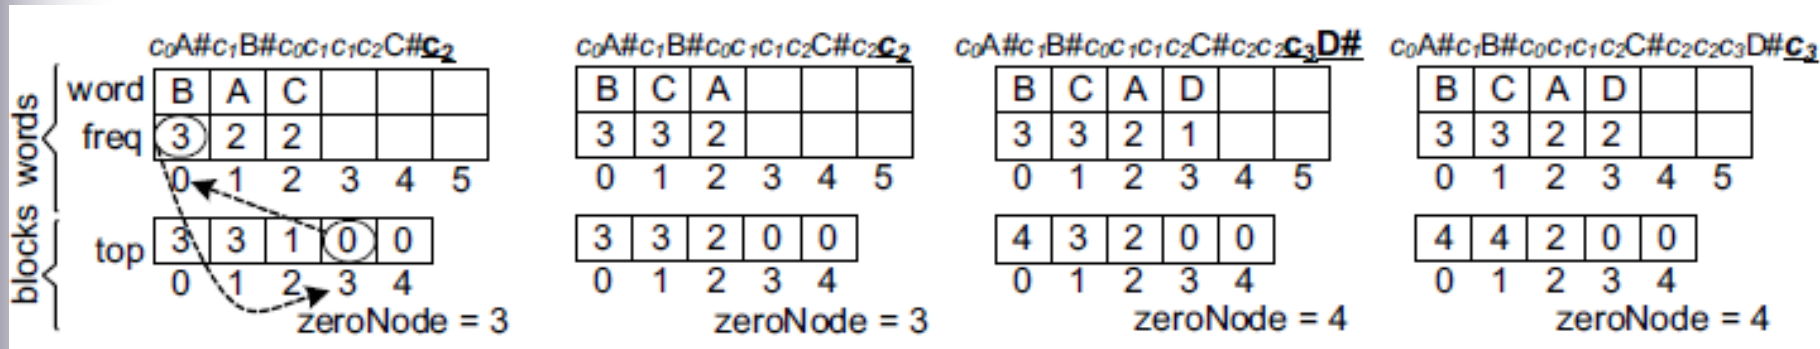 c₀A#c₁B#c₀c₁c₁c₂C#c₂ c₀A#c₁B#c₀c₁c₁c₂C#c₂c₂ c₀A#c₁B#c₀c₁c₁c₂C#c₂c₂c₃D# c₀A#c₁B#c₀c₁c₁c₂C#c₂c₂c₃D#c₃
words
word B A C B C A B C A D B C A D
freq 3 2 2 3 3 2 3 3 2 1 3 3 2 2
0 1 2 3 4 5 0 1 2 3 4 5 0 1 2 3 4 5 0 1 2 3 4 5
blocks
top 3 3 1 0 0 3 3 2 0 0 4 3 2 0 0 4 4 2 0 0
0 1 2 3 4 0 1 2 3 4 0 1 2 3 4 0 1 2 3 4
zeroNode = 3 zeroNode = 3 zeroNode = 4 zeroNode = 4